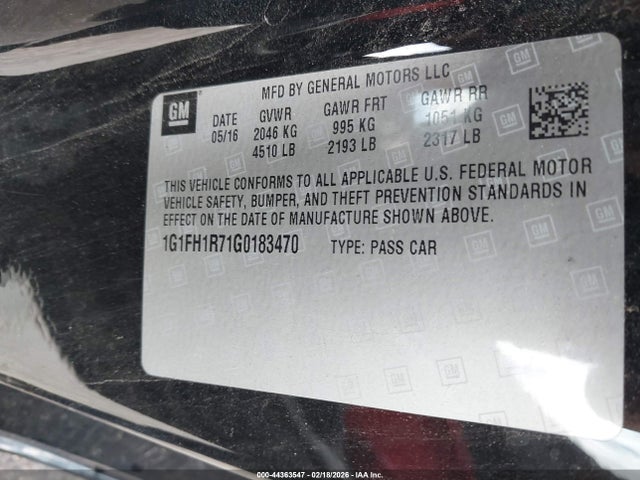 MFD BY GENERAL MOTORS LLC
GM DATE GVWR GAWR FRT GAWR RR
05/16 2046 KG 995 KG 1051 KG
4510 LB 2193 LB 2317 LB
THIS VEHICLE CONFORMS TO ALL APPLICABLE U.S. FEDERAL MOTOR
VEHICLE SAFETY, BUMPER, AND THEFT PREVENTION STANDARDS IN
EFFECT ON THE DATE OF MANUFACTURE SHOWN ABOVE.
1G1FH1R71G0183470 TYPE: PASS CAR
000-44363547 - 02/18/2026 - IAA Inc.